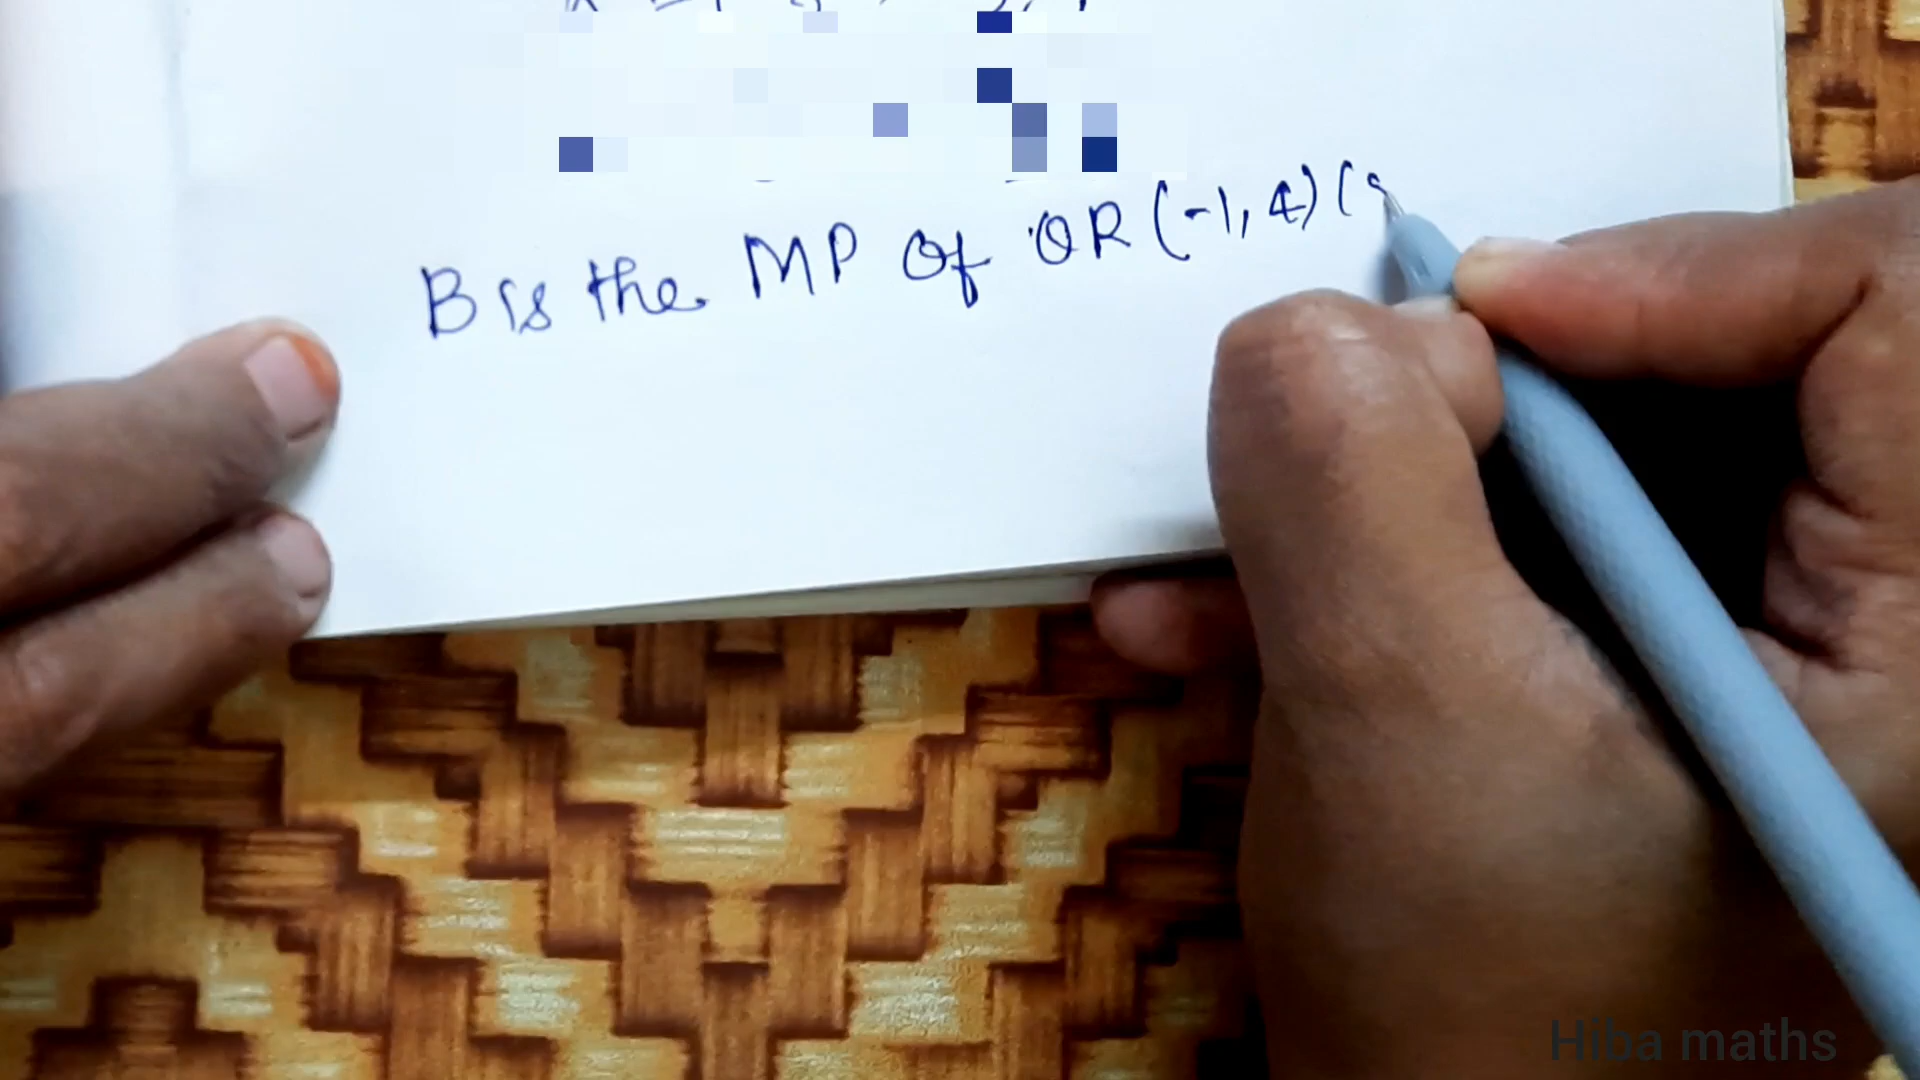 B is the MP of QR (-1, 4) (
Hiba maths